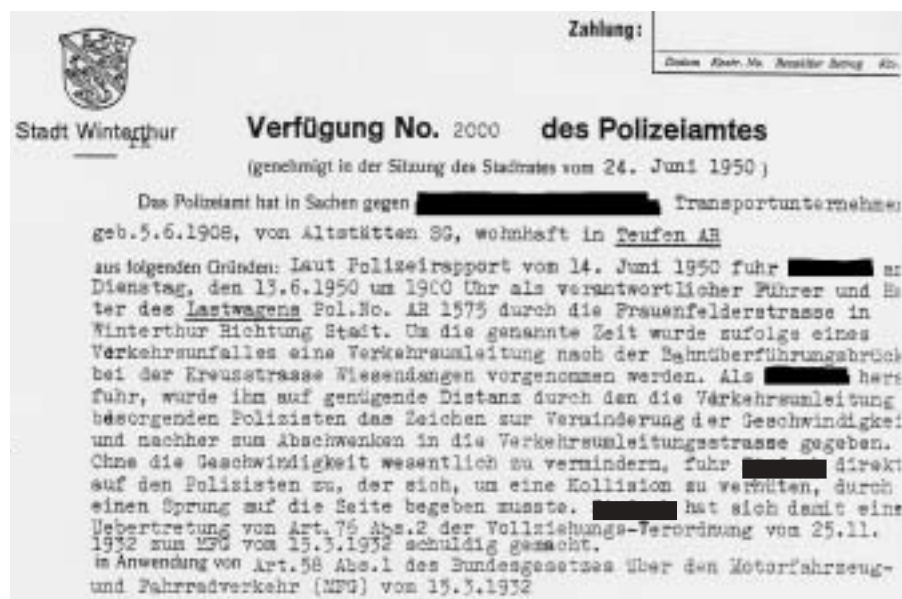 Zahlung:
Datum Kontr. No. Bezahlter Betrag
Stadt Winterthur
Verfügung No. 2000 des Polizeiamtes
(genehmigt in der Sitzung des Stadtrates vom 24. Juni 1950)
Das Polizeiamt hat in Sachen gegen Transportunternehmer
geb.5.6.1908, von Altstätten SG, wohnhaft in Teufen AR
aus folgenden Gründen: Laut Polizeirapport vom 14. Juni 1950 fuhr
Dienstag, den 13.6.1950 um 1900 Uhr als verantwortlicher Führer und
ter des Lastwagens Pol.No. AR 1575 durch die Frauenfelderstrasse in
Winterthur Richtung Stadt. Um die genannte Zeit wurde zufolge eines
Verkehrsunfalles eine Verkehrsumleitung nach der Bahnüberführungsbrück
bei der Kreuzstrasse Wiesendangen vorgenommen werden. Als hera
fuhr, wurde ihm auf genügende Distanz durch den die Verkehrsumleitung
besorgenden Polizisten das Zeichen zur Verminderung der Geschwindigkei
und nachher zum Abschwenken in die Verkehrsumleitungsstrasse gegeben.
Ohne die Geschwindigkeit wesentlich zu vermindern, fuhr direkt
auf den Polizisten zu, der sich, um eine Kollision zu verhüten, durch
einen Sprung auf die Seite begeben musste. hat sich damit eine
Uebertretung von Art.76 Abs.2 der Vollziehungs-Verordnung vom 25.11.
1932 zum MFG vom 15.3.1932 schuldig gemacht.
in Anwendung von Art.58 Abs.1 des Bundesgesetzes über den Motorfahrzeug-
und Fahrradverkehr (MFG) vom 15.3.1932